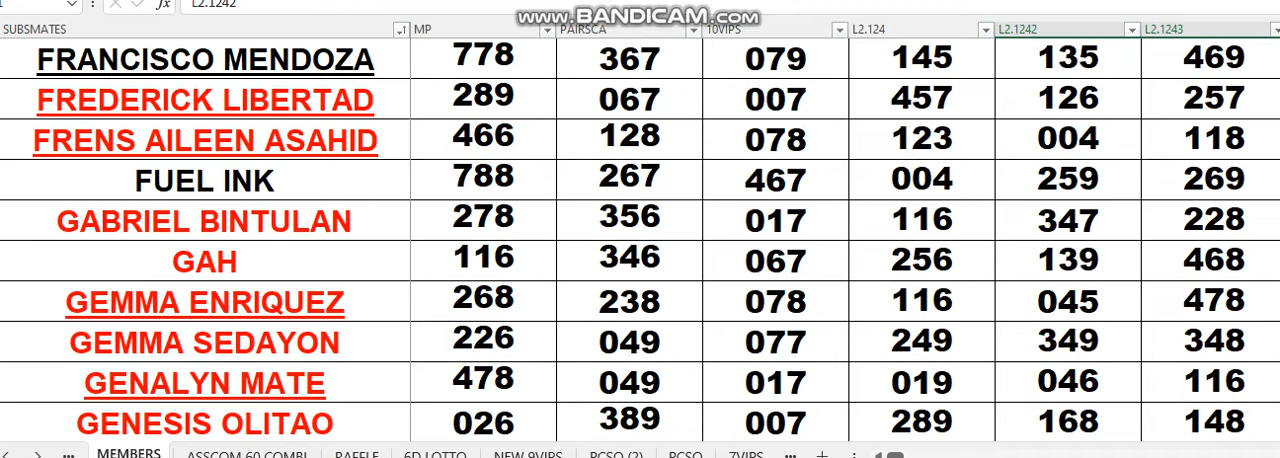 L2.1242
www.BANDICAM.com
SUBSMATES MP PAIRSCA 10VIPS L2.124 L2.1242 L2.1243
FRANCISCO MENDOZA 778 367 079 145 135 469
FREDERICK LIBERTAD 289 067 007 457 126 257
FRENS AILEEN ASAHID 466 128 078 123 004 118
FUEL INK 788 267 467 004 259 269
GABRIEL BINTULAN 278 356 017 116 347 228
GAH 116 346 067 256 139 468
GEMMA ENRIQUEZ 268 238 078 116 045 478
GEMMA SEDAYON 226 049 077 249 349 348
GENALYN MATE 478 049 017 019 046 116
GENESIS OLITAO 026 389 007 289 168 148
MEMBERS ASSCOM 60 COMBI RAFFLE 6D LOTTO NEW 9VIPS PCSO (2) PCSO 7VIPS